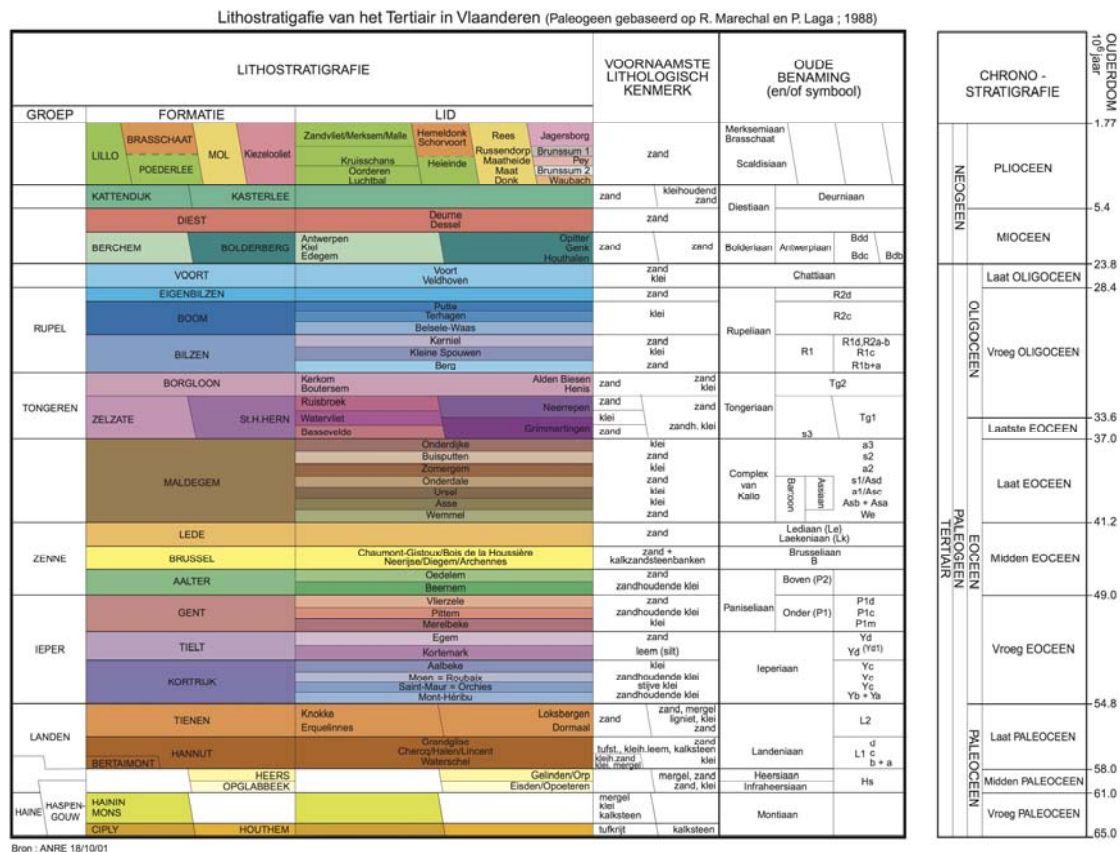 Lithostratigafie van het Tertiair in Vlaanderen (Paleogeen gebaseerd op R. Marechal en P. Laga ; 1988)
LITHOSTRATIGRAFIE
VOORNAAMSTE
LITHOLOGISCH
KENMERK
OUDE
BENAMING
(en/of symbool)
GROEP
FORMATIE
LID
LILLO
BRASSCHAAT
POEDERLEE
MOL
Kiezelooliet
Zandvliet/Merksem/Malle
Kruisschans
Oorderen
Luchtbal
Hemeldonk
Schorvoort
Heieinde
Rees
Russendorp
Maatheide
Maat
Donk
Jagersborg
Brunssum 1
Pey
Brunssum 2
Waubach
zand
Merksemiaan
Brasschaat
Scaldisiaan
KATTENDIJK KASTERLEE
zand
kleihoudend
zand
Diestiaan
Deurniaan
DIEST
Deurne
Dessel
zand
BERCHEM BOLDERBERG
Antwerpen
Kiel
Edegem
Opitter
Genk
Houthalen
zand zand
Bolderiaan Antwerpiaan
Bdd
Bdc Bdb
VOORT
Voort
Veldhoven
zand
klei
Chattiaan
RUPEL
EIGENBILZEN
zand
R2d
BOOM
Putte
Terhagen
Belsele-Waas
klei
R2c
Rupeliaan
BILZEN
Kerniel
Kleine Spouwen
Berg
zand
klei
zand
R1
R1d,R2a-b
R1c
R1b+a
TONGEREN
BORGLOON
Kerkom
Boutersem
Alden Biesen
Henis
zand
zand
klei
Tg2
ZELZATE St.H.HERN
Ruisbroek
Watervliet
Bassevelde
Neerrepen
Grimmertingen
zand
klei
zand
zand
zandh. klei
Tongeriaan
Tg1
s3
MALDEGEM
Onderdijke
Buisputten
Zomergem
Onderdale
Ursel
Asse
Wemmel
klei
zand
klei
zand
klei
klei
zand
Complex
van
Kallo
Bartoon
Assiaan
a3
s2
a2
s1/Asd
a1/Asc
Asb + Asa
We
ZENNE
LEDE
zand
Lediaan (Le)
Laekeniaan (Lk)
BRUSSEL
Chaumont-Gistoux/Bois de la Houssière
Neerijse/Diegem/Archennes
zand +
kalkzandsteenbanken
Brusseliaan
B
AALTER
Oedelem
Beernem
zand
zandhoudende klei
Paniseliaan
Boven (P2)
IEPER
GENT
Vlierzele
Pittem
Merelbeke
zand
zandhoudende klei
klei
Onder (P1)
P1d
P1c
P1m
TIELT
Egem
Kortemark
zand
leem (silt)
Ieperiaan
Yd
Yd (Yd1)
KORTRIJK
Aalbeke
Moen = Roubaix
Saint-Maur = Orchies
Mont-Héribu
klei
zandhoudende klei
stijve klei
zandhoudende klei
Yc
Yc
Yc
Yb + Ya
LANDEN
TIENEN
Knokke
Erquelinnes
Loksbergen
Dormaal
zand
zand, mergel
ligniet, klei
zand
L2
HANNUT
BERTAIMONT
Grandglise
Chercq/Halen/Lincent
Waterschei
zand
tufst., kleih.leem, kalksteen
kleih.zand
klei, mergel
klei
Landeniaan
L1
d
c
b + a
HEERS
OPGLABBEEK
Gelinden/Orp
Eisden/Opoeteren
mergel, zand
zand, klei
Heersiaan
Infraheersiaan
Hs
HAINE
HASPEN-
GOUW
HAININ
MONS
mergel
klei
kalksteen
Montiaan
CIPLY HOUTHEM
tufkrijt kalksteen
Bron : ANRE 18/10/01
CHRONO -
STRATIGRAFIE
OUDERDOM
10⁶ jaar
TERTIAIR
NEOGEEN
PALEOGEEN
OLIGOCEEN
EOCEEN
PALEOCEEN
1.77
PLIOCEEN
5.4
MIOCEEN
23.8
Laat OLIGOCEEN
28.4
Vroeg OLIGOCEEN
33.6
Laatste EOCEEN
37.0
Laat EOCEEN
41.2
Midden EOCEEN
49.0
Vroeg EOCEEN
54.8
Laat PALEOCEEN
58.0
Midden PALEOCEEN
61.0
Vroeg PALEOCEEN
65.0